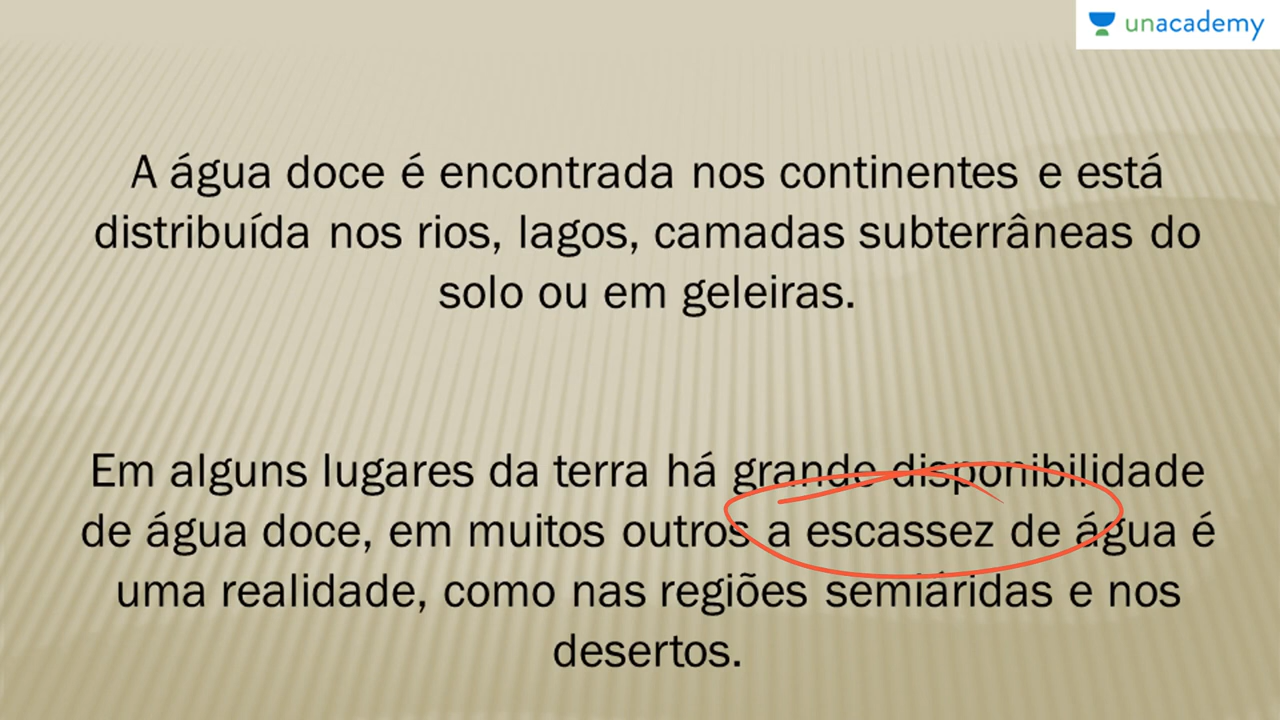 unacademy
A água doce é encontrada nos continentes e está
distribuída nos rios, lagos, camadas subterrâneas do
solo ou em geleiras.
Em alguns lugares da terra há grande disponibilidade
de água doce, em muitos outros a escassez de água é
uma realidade, como nas regiões semiáridas e nos
desertos.